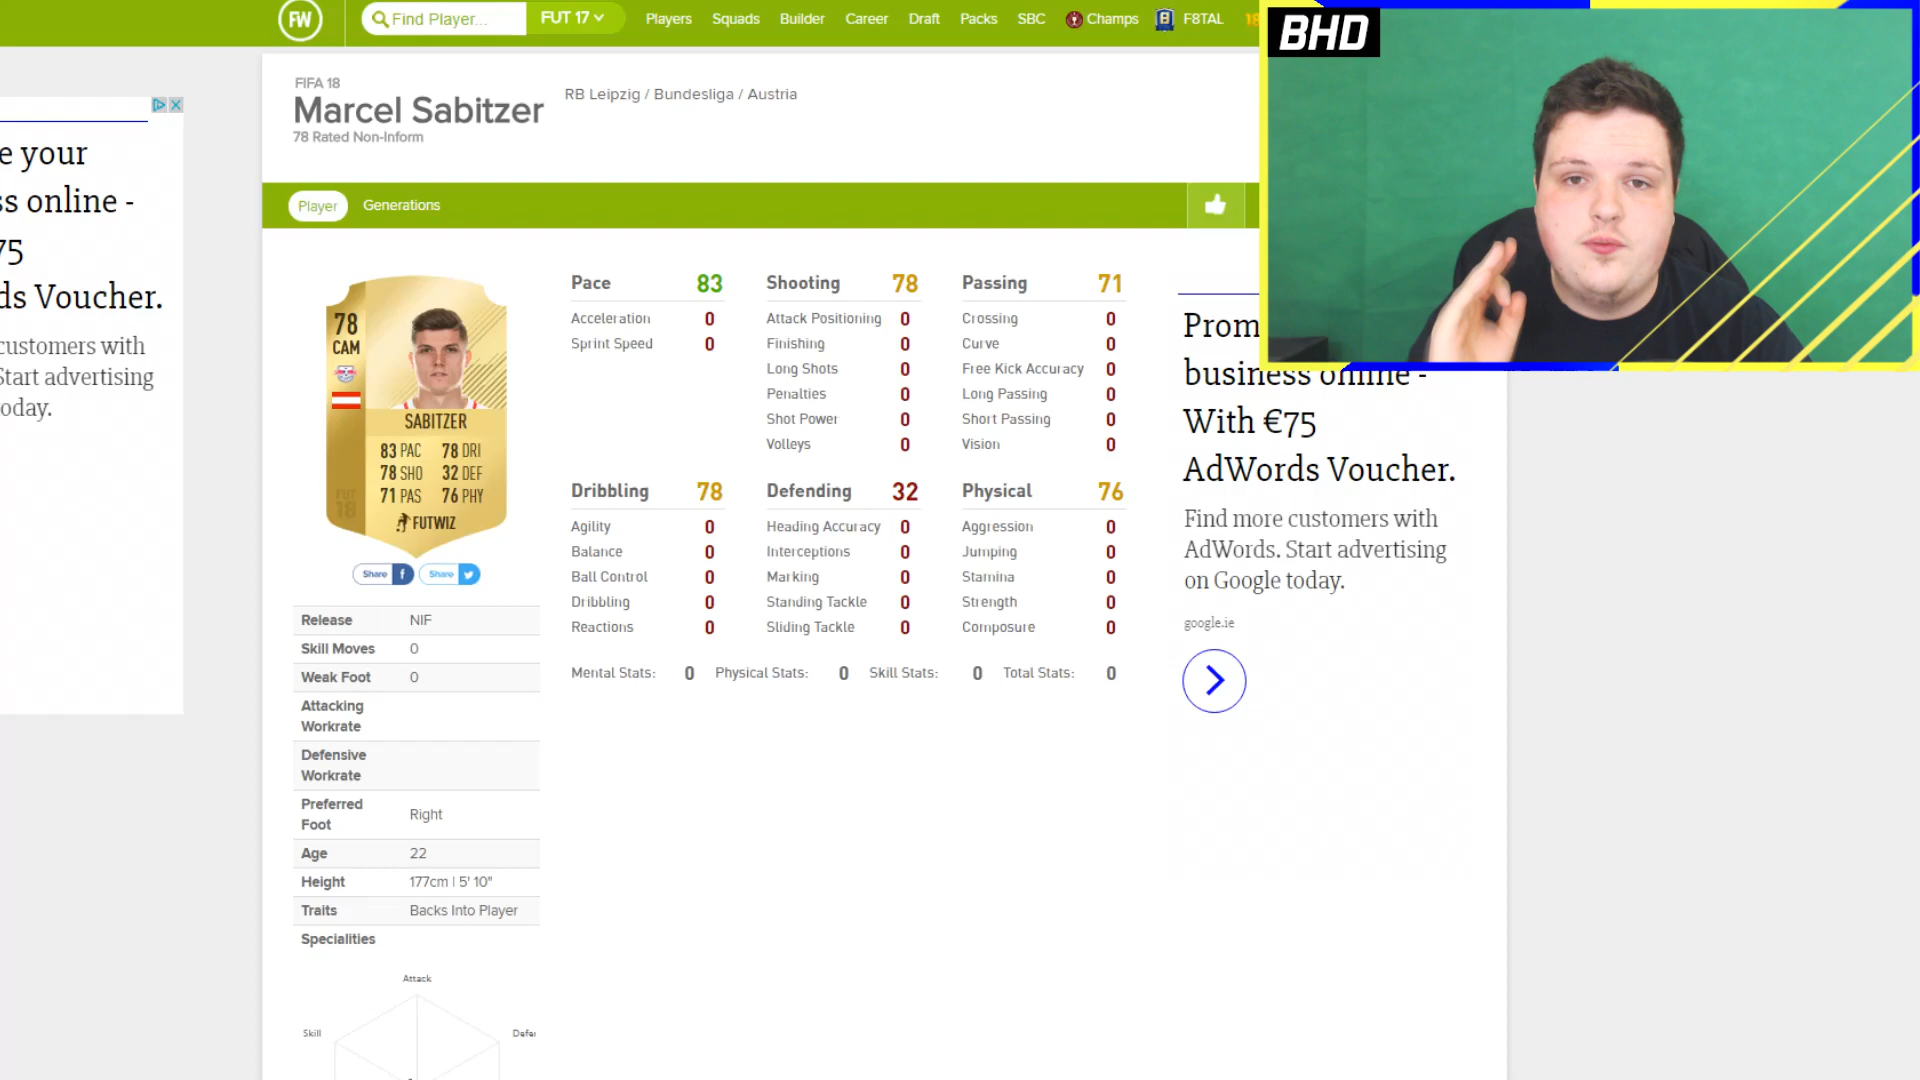 FW
Find Player...
FUT 17
Players
Squads
Builder
Career
Draft
Packs
SBC
Champs
F8TAL
18
BHD
FIFA 18
Marcel Sabitzer
78 Rated Non-Inform
RB Leipzig / Bundesliga / Austria
Player
Generations
e your
ss online -
75
ds Voucher.
customers with
Start advertising
oday.
78
CAM
SABITZER
83 PAC 78 DRI
78 SHO 32 DEF
71 PAS 76 PHY
FUT
18
FUTWIZ
Share f
Share
Pace 83
Acceleration 0
Sprint Speed 0
Shooting 78
Attack Positioning 0
Finishing 0
Long Shots 0
Penalties 0
Shot Power 0
Volleys 0
Passing 71
Crossing 0
Curve 0
Free Kick Accuracy 0
Long Passing 0
Short Passing 0
Vision 0
Dribbling 78
Agility 0
Balance 0
Ball Control 0
Dribbling 0
Reactions 0
Defending 32
Heading Accuracy 0
Interceptions 0
Marking 0
Standing Tackle 0
Sliding Tackle 0
Physical 76
Aggression 0
Jumping 0
Stamina 0
Strength 0
Composure 0
Mental Stats: 0 Physical Stats: 0 Skill Stats: 0 Total Stats: 0
Release NIF
Skill Moves 0
Weak Foot 0
Attacking
Workrate
Defensive
Workrate
Preferred
Foot
Right
Age 22
Height 177cm | 5' 10"
Traits Backs Into Player
Specialities
Attack
Skill
Defe
Prom
business online -
With €75
AdWords Voucher.
Find more customers with
AdWords. Start advertising
on Google today.
google.ie